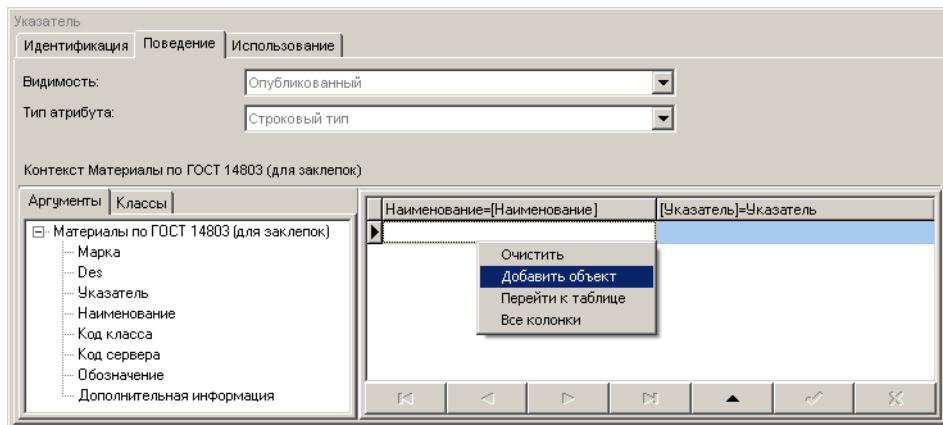 Указатель
Идентификация Поведение Использование
Видимость: Опубликованный
Тип атрибута: Строковый тип
Контекст Материалы по ГОСТ 14803 (для заклепок)
Аргументы Классы
Наименование=[Наименование] [Указатель]=Указатель
Материалы по ГОСТ 14803 (для заклепок)
Марка
Des
Указатель
Наименование
Код класса
Код сервера
Обозначение
Дополнительная информация
Очистить
Добавить объект
Перейти к таблице
Все колонки